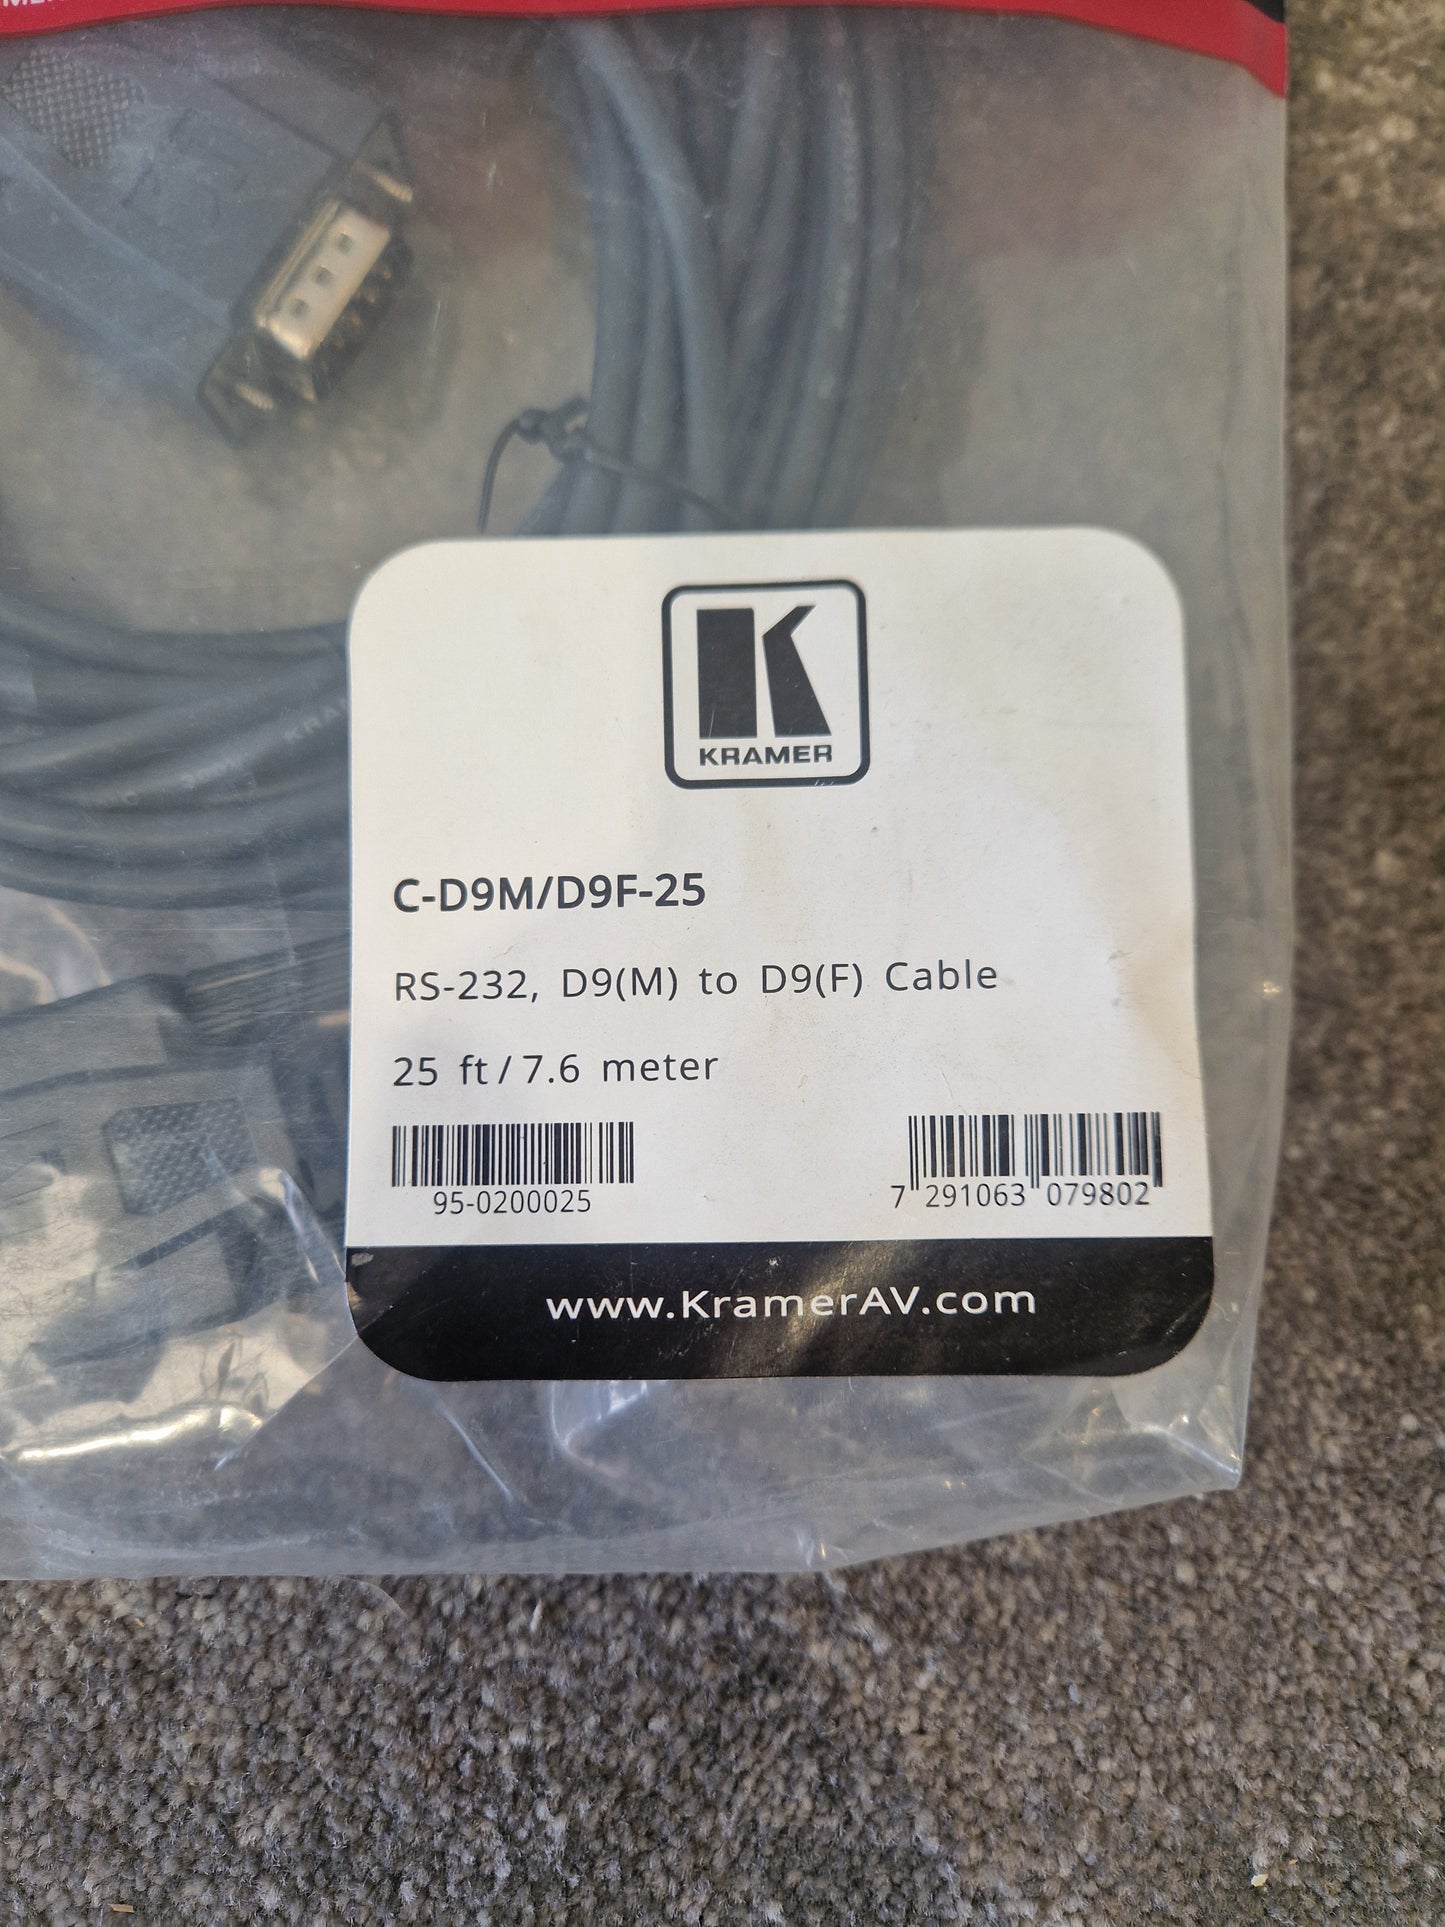 KRAMER
C-D9M/D9F-25
RS-232, D9(M) to D9(F) Cable
25 ft / 7.6 meter
95-0200025
7 291063 079802
www.KramerAV.com